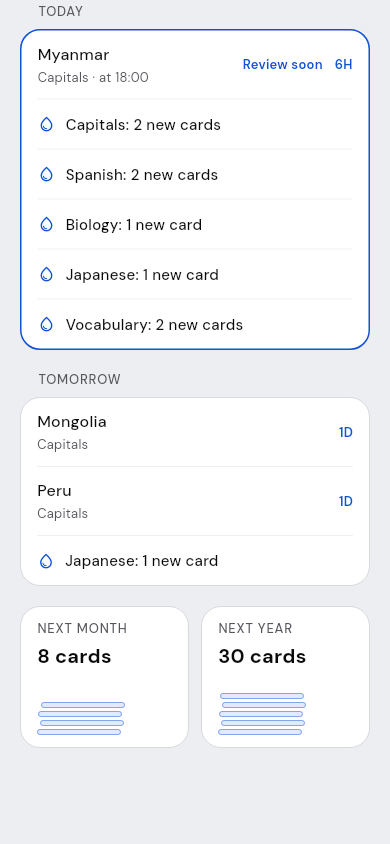 TODAY
Myanmar
Capitals · at 18:00
Review soon 6H
Capitals: 2 new cards
Spanish: 2 new cards
Biology: 1 new card
Japanese: 1 new card
Vocabulary: 2 new cards
TOMORROW
Mongolia
Capitals
1D
Peru
Capitals
1D
Japanese: 1 new card
NEXT MONTH
8 cards
NEXT YEAR
30 cards